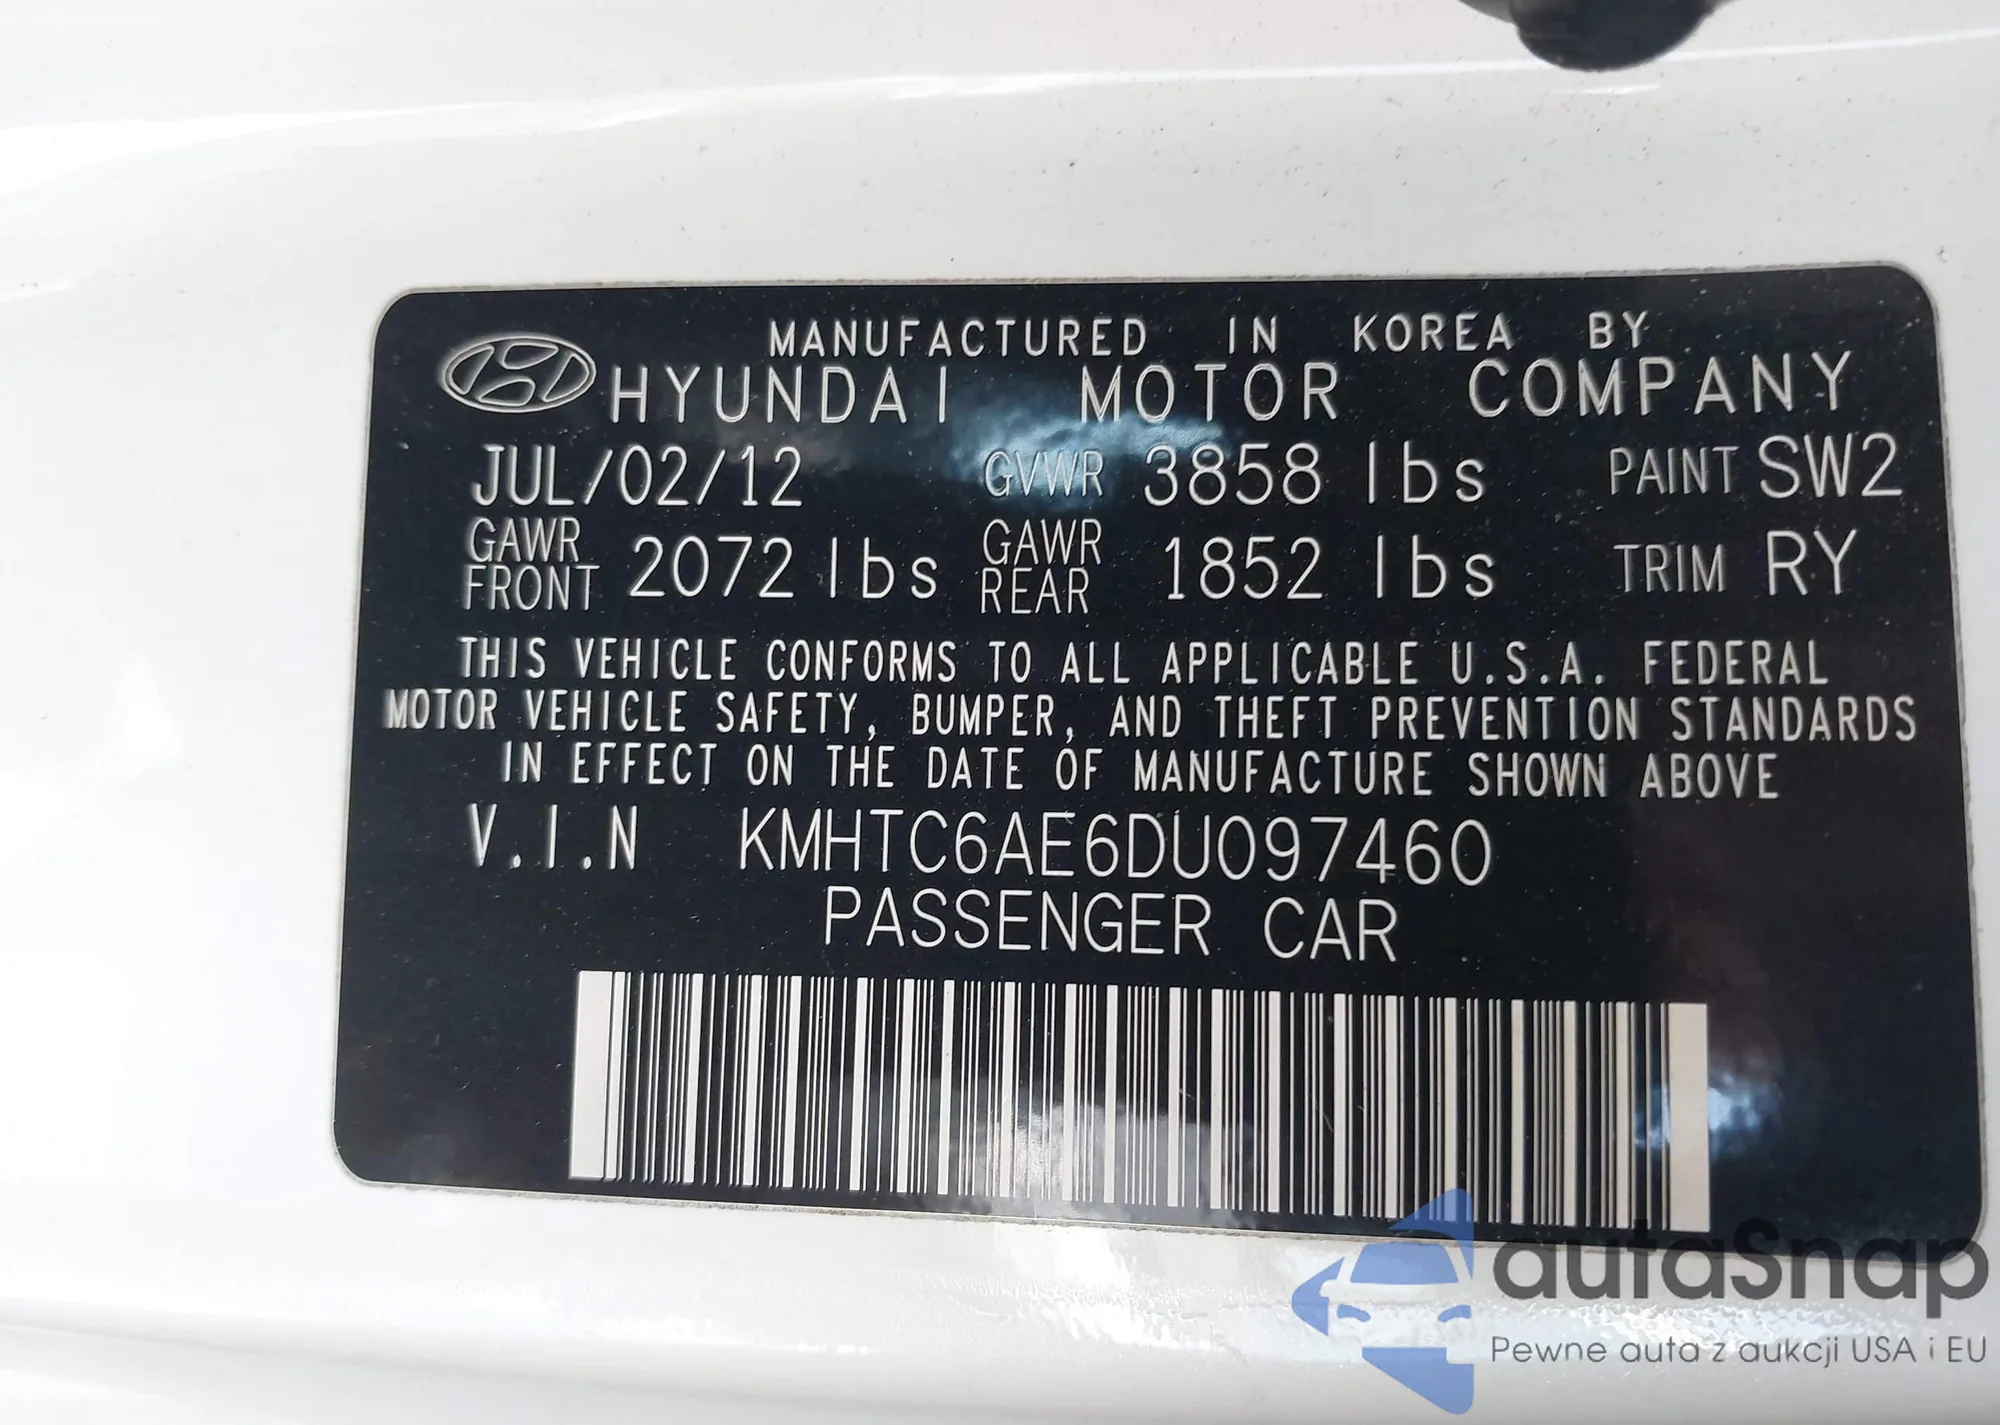 MANUFACTURED IN KOREA BY
HYUNDAI MOTOR COMPANY
JUL/02/12 GVWR 3858 lbs PAINT SW2
GAWR FRONT 2072 lbs GAWR REAR 1852 lbs TRIM RY
THIS VEHICLE CONFORMS TO ALL APPLICABLE U.S.A. FEDERAL
MOTOR VEHICLE SAFETY, BUMPER, AND THEFT PREVENTION STANDARDS
IN EFFECT ON THE DATE OF MANUFACTURE SHOWN ABOVE
V.I.N KMHTC6AE6DU097460
PASSENGER CAR
autaSnap
Pewne auta z aukcji USA i EU